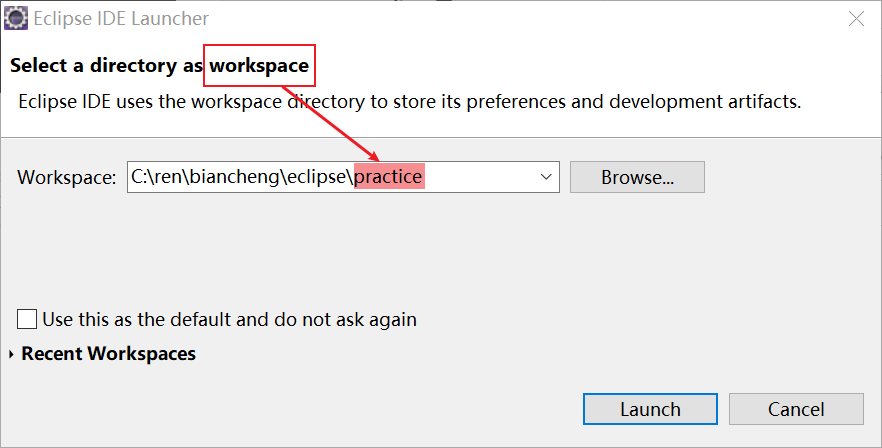 Eclipse IDE Launcher
Select a directory as workspace
Eclipse IDE uses the workspace directory to store its preferences and development artifacts.
Workspace: C:\ren\biancheng\eclipse\practice Browse...
Use this as the default and do not ask again
Recent Workspaces
Launch Cancel